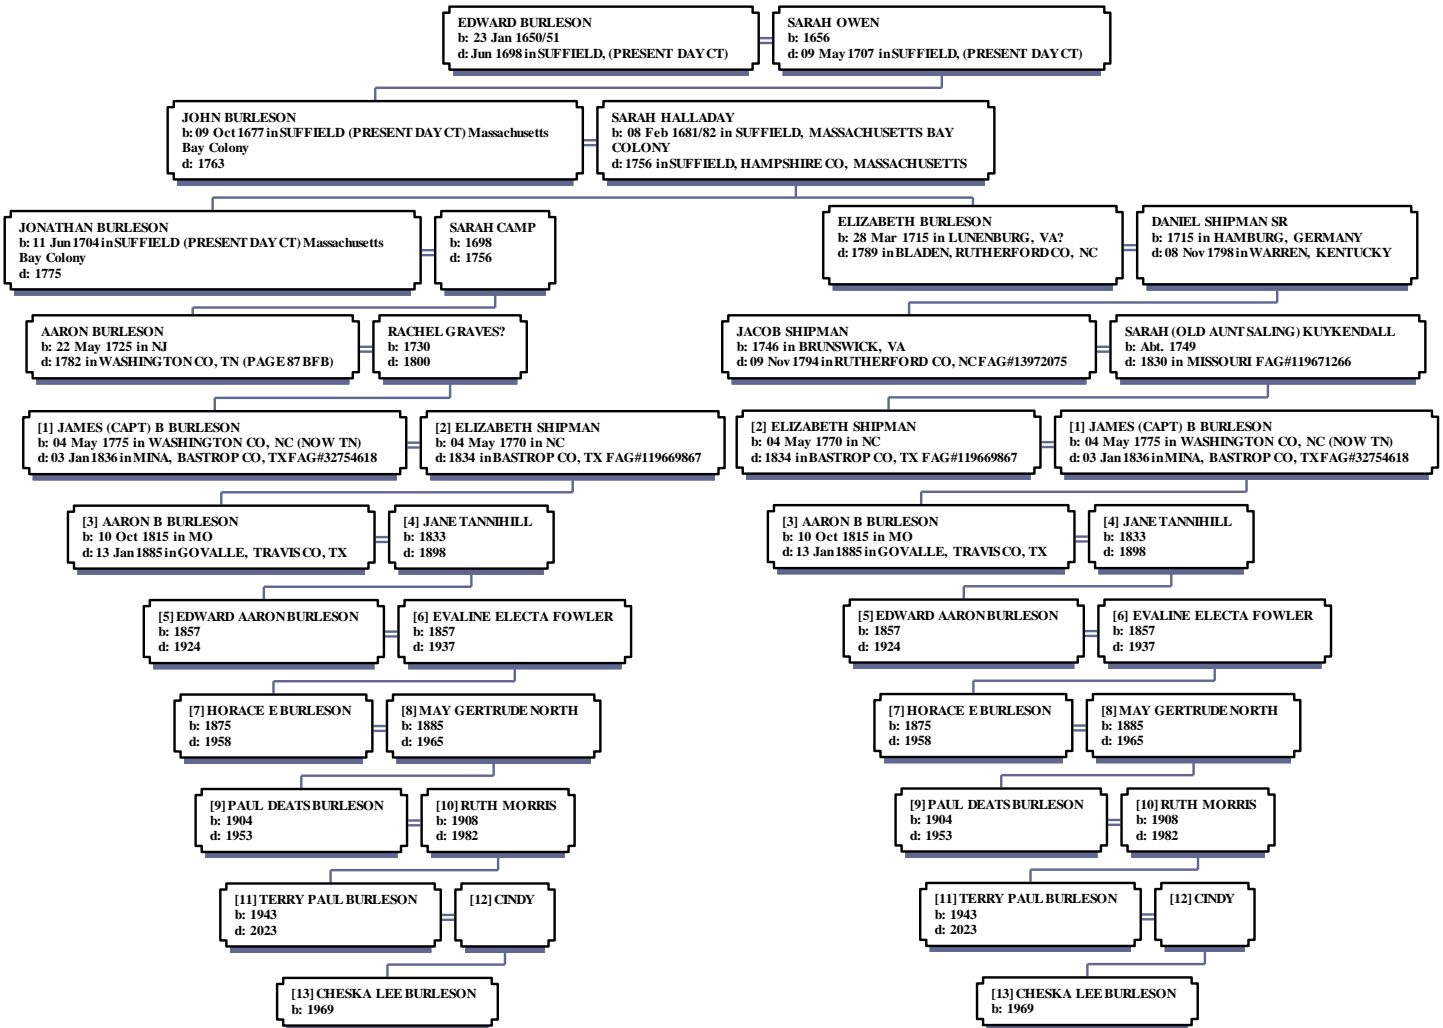 EDWARD BURLESON
b: 23 Jan 1650/51
d: Jun 1698 in SUFFIELD, (PRESENT DAY CT)
SARAH OWEN
b: 1656
d: 09 May 1707 in SUFFIELD, (PRESENT DAY CT)
JOHN BURLESON
b: 09 Oct 1677 in SUFFIELD (PRESENT DAY CT) Massachusetts
Bay Colony
d: 1763
SARAH HALLADAY
b: 08 Feb 1681/82 in SUFFIELD, MASSACHUSETTS BAY
COLONY
d: 1756 in SUFFIELD, HAMPSHIRE CO, MASSACHUSETTS
JONATHAN BURLESON
b: 11 Jun 1704 in SUFFIELD (PRESENT DAY CT) Massachusetts
Bay Colony
d: 1775
SARAH CAMP
b: 1698
d: 1756
ELIZABETH BURLESON
b: 28 Mar 1715 in LUNENBURG, VA?
d: 1789 in BLADEN, RUTHERFORD CO, NC
DANIEL SHIPMAN SR
b: 1715 in HAMBURG, GERMANY
d: 08 Nov 1798 in WARREN, KENTUCKY
AARON BURLESON
b: 22 May 1725 in NJ
d: 1782 in WASHINGTON CO, TN (PAGE 87 BFB)
RACHEL GRAVES?
b: 1730
d: 1800
JACOB SHIPMAN
b: 1746 in BRUNSWICK, VA
d: 09 Nov 1794 in RUTHERFORD CO, NC FAG#13972075
SARAH (OLD AUNT SALING) KUYKENDALL
b: Abt. 1749
d: 1830 in MISSOURI FAG#119671266
[1] JAMES (CAPT) B BURLESON
b: 04 May 1775 in WASHINGTON CO, NC (NOW TN)
d: 03 Jan 1836 in MINA, BASTROP CO, TX FAG#32754618
[2] ELIZABETH SHIPMAN
b: 04 May 1770 in NC
d: 1834 in BASTROP CO, TX FAG#119669867
[2] ELIZABETH SHIPMAN
b: 04 May 1770 in NC
d: 1834 in BASTROP CO, TX FAG#119669867
[1] JAMES (CAPT) B BURLESON
b: 04 May 1775 in WASHINGTON CO, NC (NOW TN)
d: 03 Jan 1836 in MINA, BASTROP CO, TX FAG#32754618
[3] AARON B BURLESON
b: 10 Oct 1815 in MO
d: 13 Jan 1885 in GOVALLE, TRAVIS CO, TX
[4] JANE TANNIHILL
b: 1833
d: 1898
[3] AARON B BURLESON
b: 10 Oct 1815 in MO
d: 13 Jan 1885 in GOVALLE, TRAVIS CO, TX
[4] JANE TANNIHILL
b: 1833
d: 1898
[5] EDWARD AARON BURLESON
b: 1857
d: 1924
[6] EVALINE ELECTA FOWLER
b: 1857
d: 1937
[5] EDWARD AARON BURLESON
b: 1857
d: 1924
[6] EVALINE ELECTA FOWLER
b: 1857
d: 1937
[7] HORACE E BURLESON
b: 1875
d: 1958
[8] MAY GERTRUDE NORTH
b: 1885
d: 1965
[7] HORACE E BURLESON
b: 1875
d: 1958
[8] MAY GERTRUDE NORTH
b: 1885
d: 1965
[9] PAUL DEATS BURLESON
b: 1904
d: 1953
[10] RUTH MORRIS
b: 1908
d: 1982
[9] PAUL DEATS BURLESON
b: 1904
d: 1953
[10] RUTH MORRIS
b: 1908
d: 1982
[11] TERRY PAUL BURLESON
b: 1943
d: 2023
[12] CINDY
[11] TERRY PAUL BURLESON
b: 1943
d: 2023
[12] CINDY
[13] CHESKA LEE BURLESON
b: 1969
[13] CHESKA LEE BURLESON
b: 1969